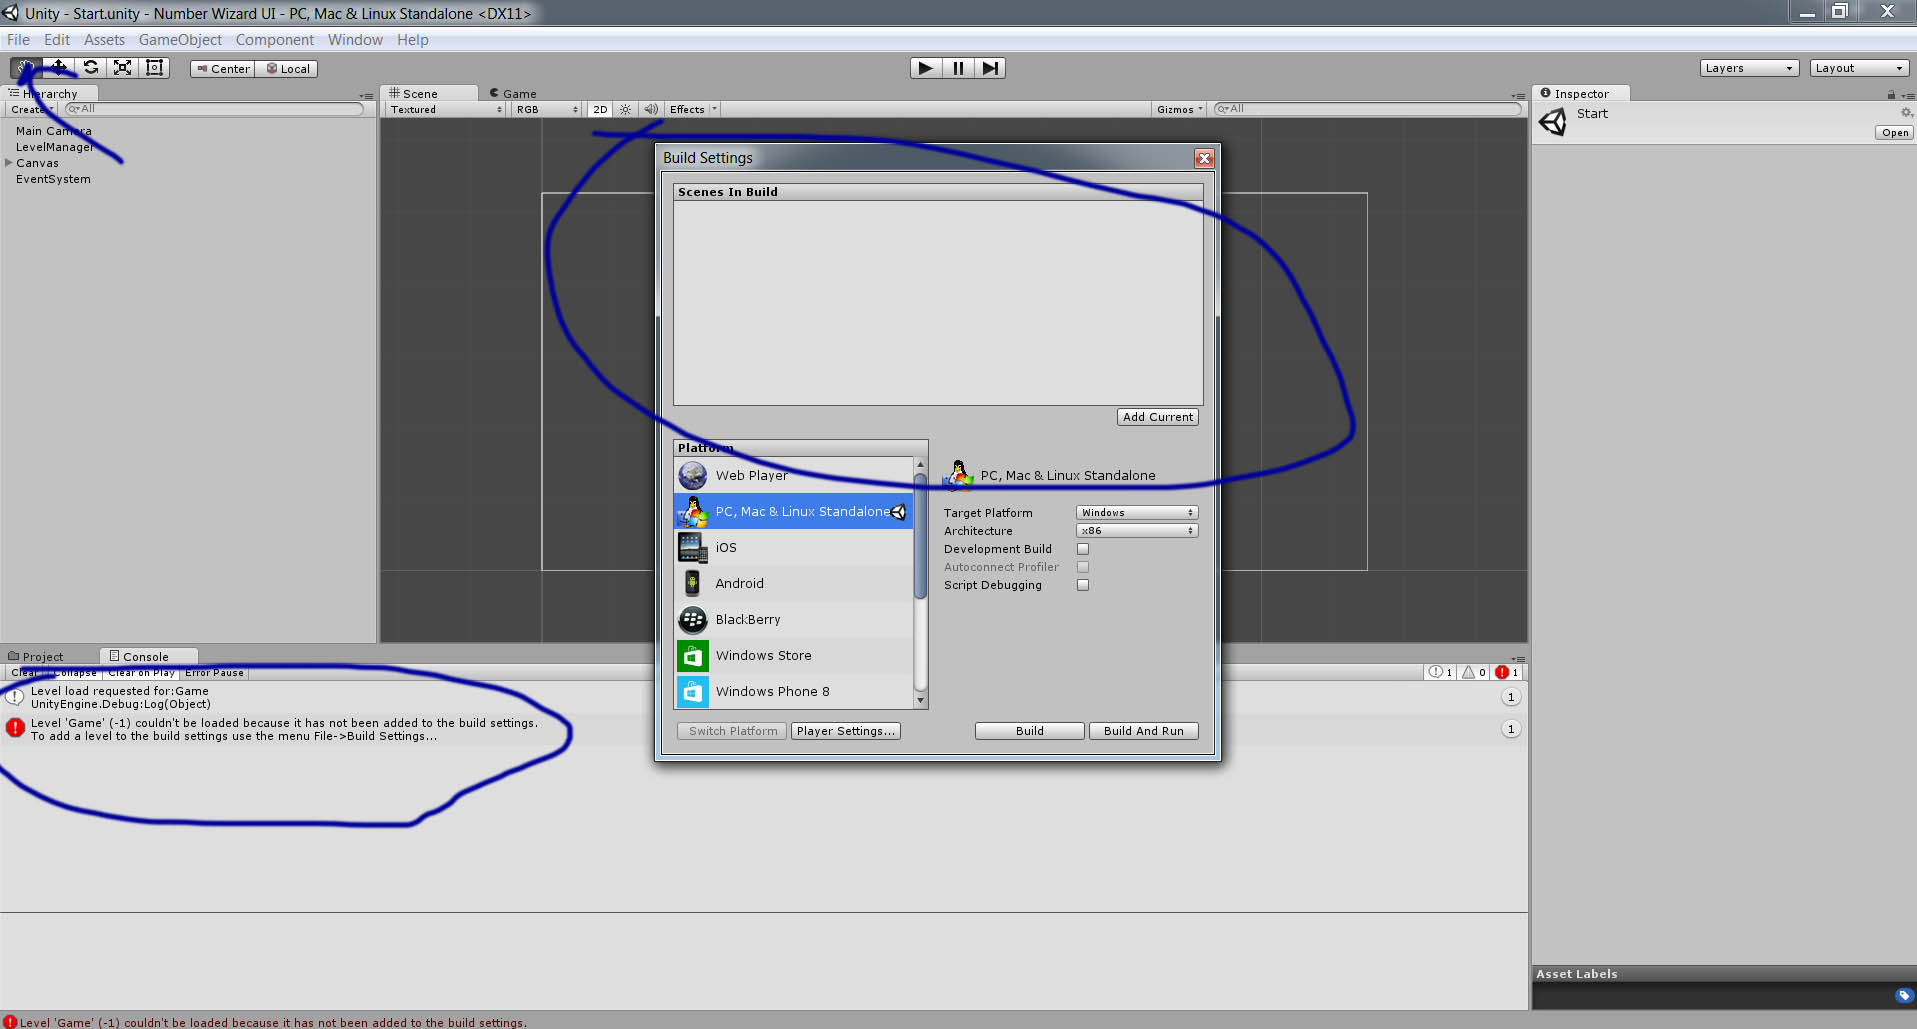 Unity - Start.unity - Number Wizard UI - PC, Mac & Linux Standalone <DX11>
File Edit Assets GameObject Component Window Help
Center Local Layers Layout
Hierarchy Scene Game Inspector
Create All Textured RGB 2D Effects Gizmos All
Start
Open
Main Camera
LevelManager
Canvas
EventSystem
Build Settings
Scenes In Build
Add Current
Platform
Web Player
PC, Mac & Linux Standalone
iOS
Android
BlackBerry
Windows Store
Windows Phone 8
PC, Mac & Linux Standalone
Target Platform Windows
Architecture x86
Development Build
Autoconnect Profiler
Script Debugging
Switch Platform Player Settings... Build Build And Run
Project Console
Clear Collapse Clear on Play Error Pause 1 0 1
Level load requested for:Game
UnityEngine.Debug:Log(Object)
1
Level 'Game' (-1) couldn't be loaded because it has not been added to the build settings.
To add a level to the build settings use the menu File->Build Settings...
1
Asset Labels
Level 'Game' (-1) couldn't be loaded because it has not been added to the build settings.